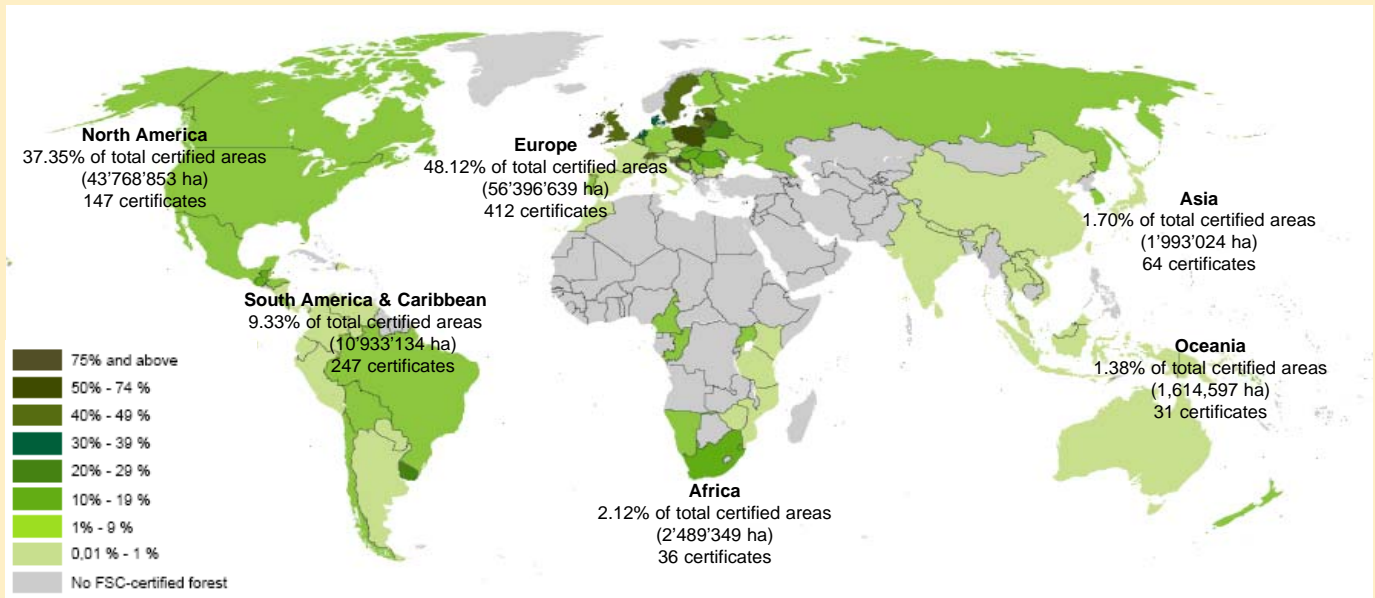 North America
37.35% of total certified areas
(43'768'853 ha)
147 certificates
Europe
48.12% of total certified areas
(56'396'639 ha)
412 certificates
Asia
1.70% of total certified areas
(1'993'024 ha)
64 certificates
South America & Caribbean
9.33% of total certified areas
(10'933'134 ha)
247 certificates
Oceania
1.38% of total certified areas
(1,614,597 ha)
31 certificates
Africa
2.12% of total certified areas
(2'489'349 ha)
36 certificates
75% and above
50% - 74 %
40% - 49 %
30% - 39 %
20% - 29 %
10% - 19 %
1% - 9 %
0,01 % - 1 %
No FSC-certified forest